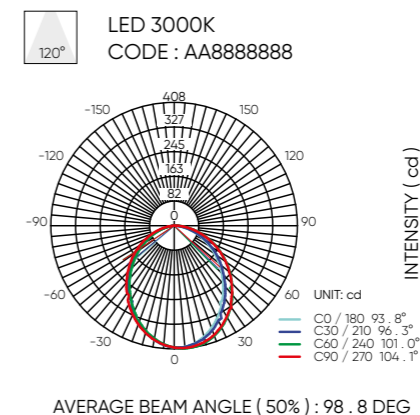 LED 3000K
120°
CODE : AA8888888
408
-150
327
150
245
-120
120
163
82
0
-90
90
INTENSITY ( cd )
-60
60
UNIT: cd
C0 / 180 93.8°
C30 / 210 96.3°
C60 / 240 101.0°
C90 / 270 104.1°
-30
30
0
AVERAGE BEAM ANGLE ( 50% ) : 98 . 8 DEG